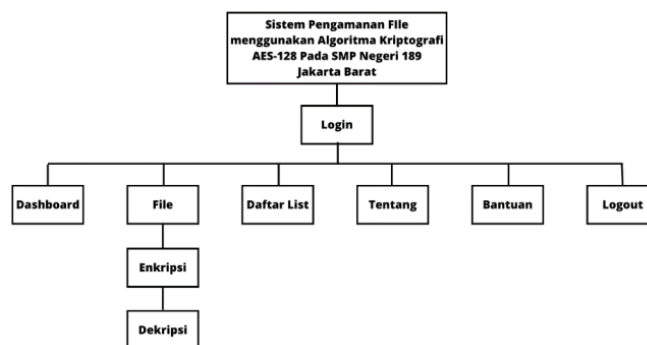 Sistem Pengamanan FIle
menggunakan Algoritma Kriptografi
AES-128 Pada SMP Negeri 189
Jakarta Barat
Login
Dashboard
File
Daftar List
Tentang
Bantuan
Logout
Enkripsi
Dekripsi